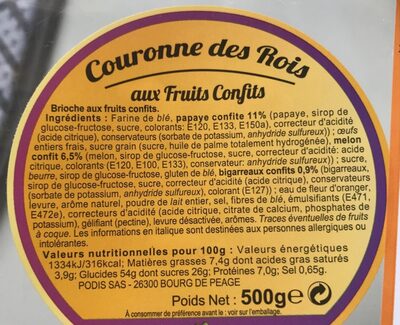 Couronne des Rois
aux Fruits Confits
Brioche aux fruits confits.
Ingrédients : Farine de blé, papaye confite 11% (papaye, sirop de
glucose-fructose, sucre, colorants: E120, E133, E150a), correcteur d'acidité
(acide citrique), conservateurs (sorbate de potassium, anhydride sulfureux)) ; œufs
entiers frais, sucre grain (sucre, huile de palme totalement hydrogénée), melon
confit 6,5% (melon, sirop de glucose-fructose, sucre, correcteur d'acidité: acide
citrique, colorants (E120, E100, E133), conservateur: anhydride sulfureux)) ; sucre,
beurre, sirop de glucose-fructose, gluten de blé, bigarreaux confits 0,9% (bigarreaux,
sirop de glucose-fructose, sucre, correcteur d'acidité (acide citrique), conservateurs
(sorbate de potassium, anhydride sulfureux), colorant (E127)) ; eau de fleur d'oranger,
levure, arôme naturel, poudre de lait entier, sel, fibres de blé, émulsifiants (E471,
E472e), correcteurs d'acidité (acide citrique, citrate de calcium, phosphates de
potassium), gélifiant (pectine), levure désactivée, arômes. Traces éventuelles de fruits
à coque. Les informations en italique sont destinées aux personnes allergiques ou
intolérantes.
Valeurs nutritionnelles pour 100g : Valeurs énergétiques
1334kJ/316kcal; Matières grasses 7,4g dont acides gras saturés
3,9g; Glucides 54g dont sucres 26g; Protéines 7,0g; Sel 0,65g.
PODIS SAS - 26300 BOURG DE PEAGE
Poids Net : 500g e
À consommer de préférence avant le : voir sur l'emballage.